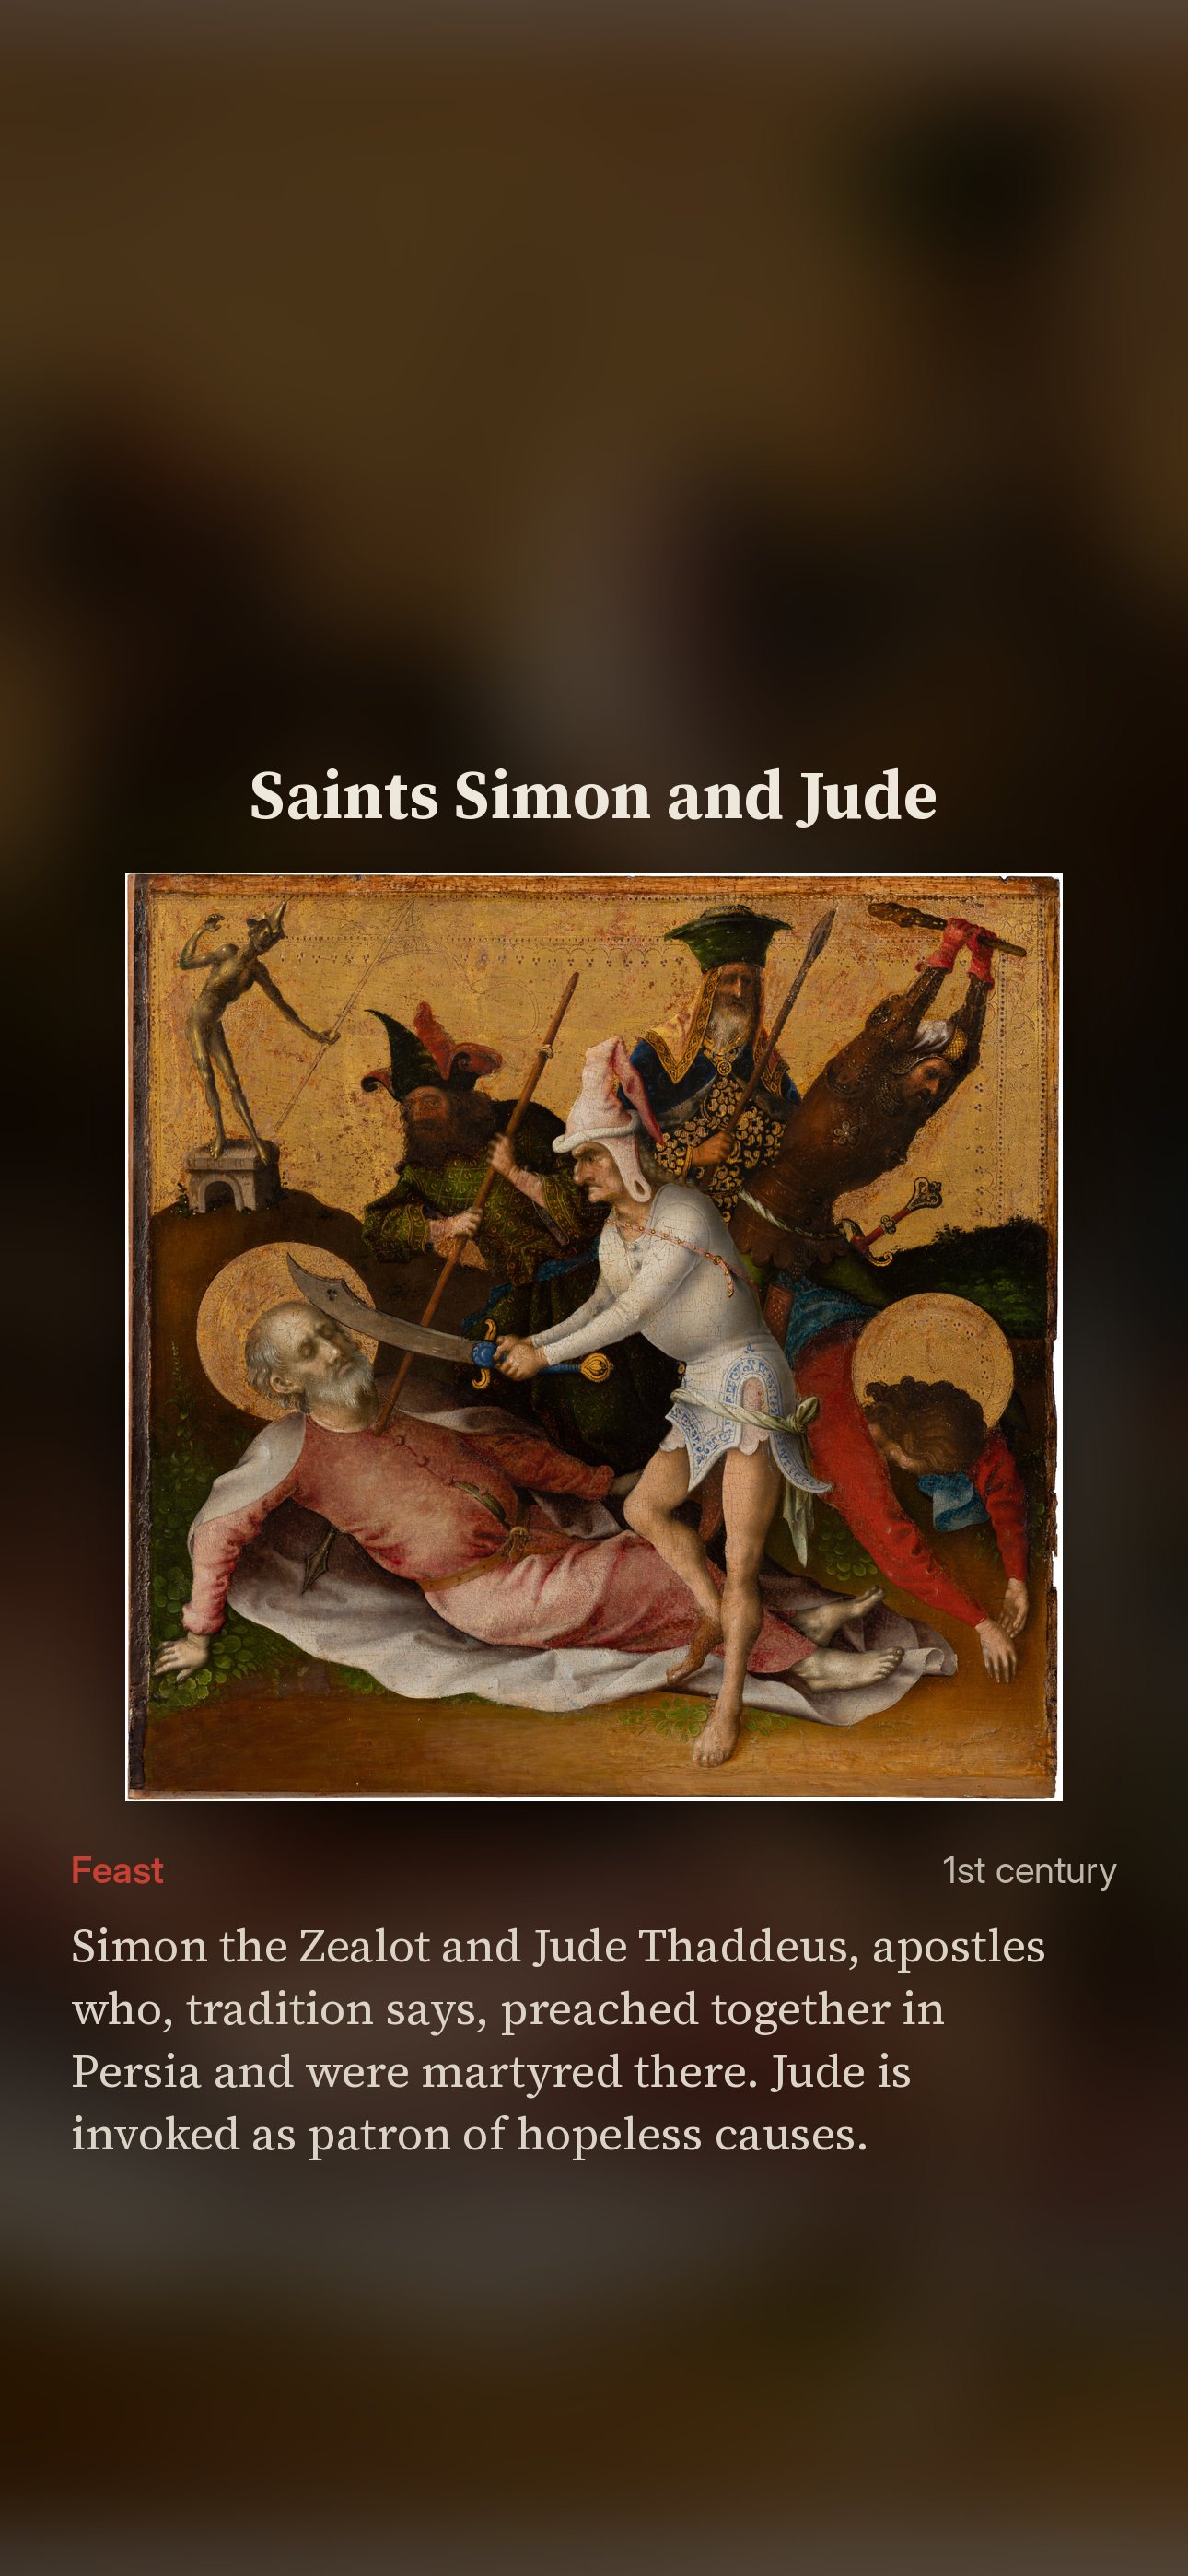 Saints Simon and Jude
Feast
1st century
Simon the Zealot and Jude Thaddeus, apostles
who, tradition says, preached together in
Persia and were martyred there. Jude is
invoked as patron of hopeless causes.